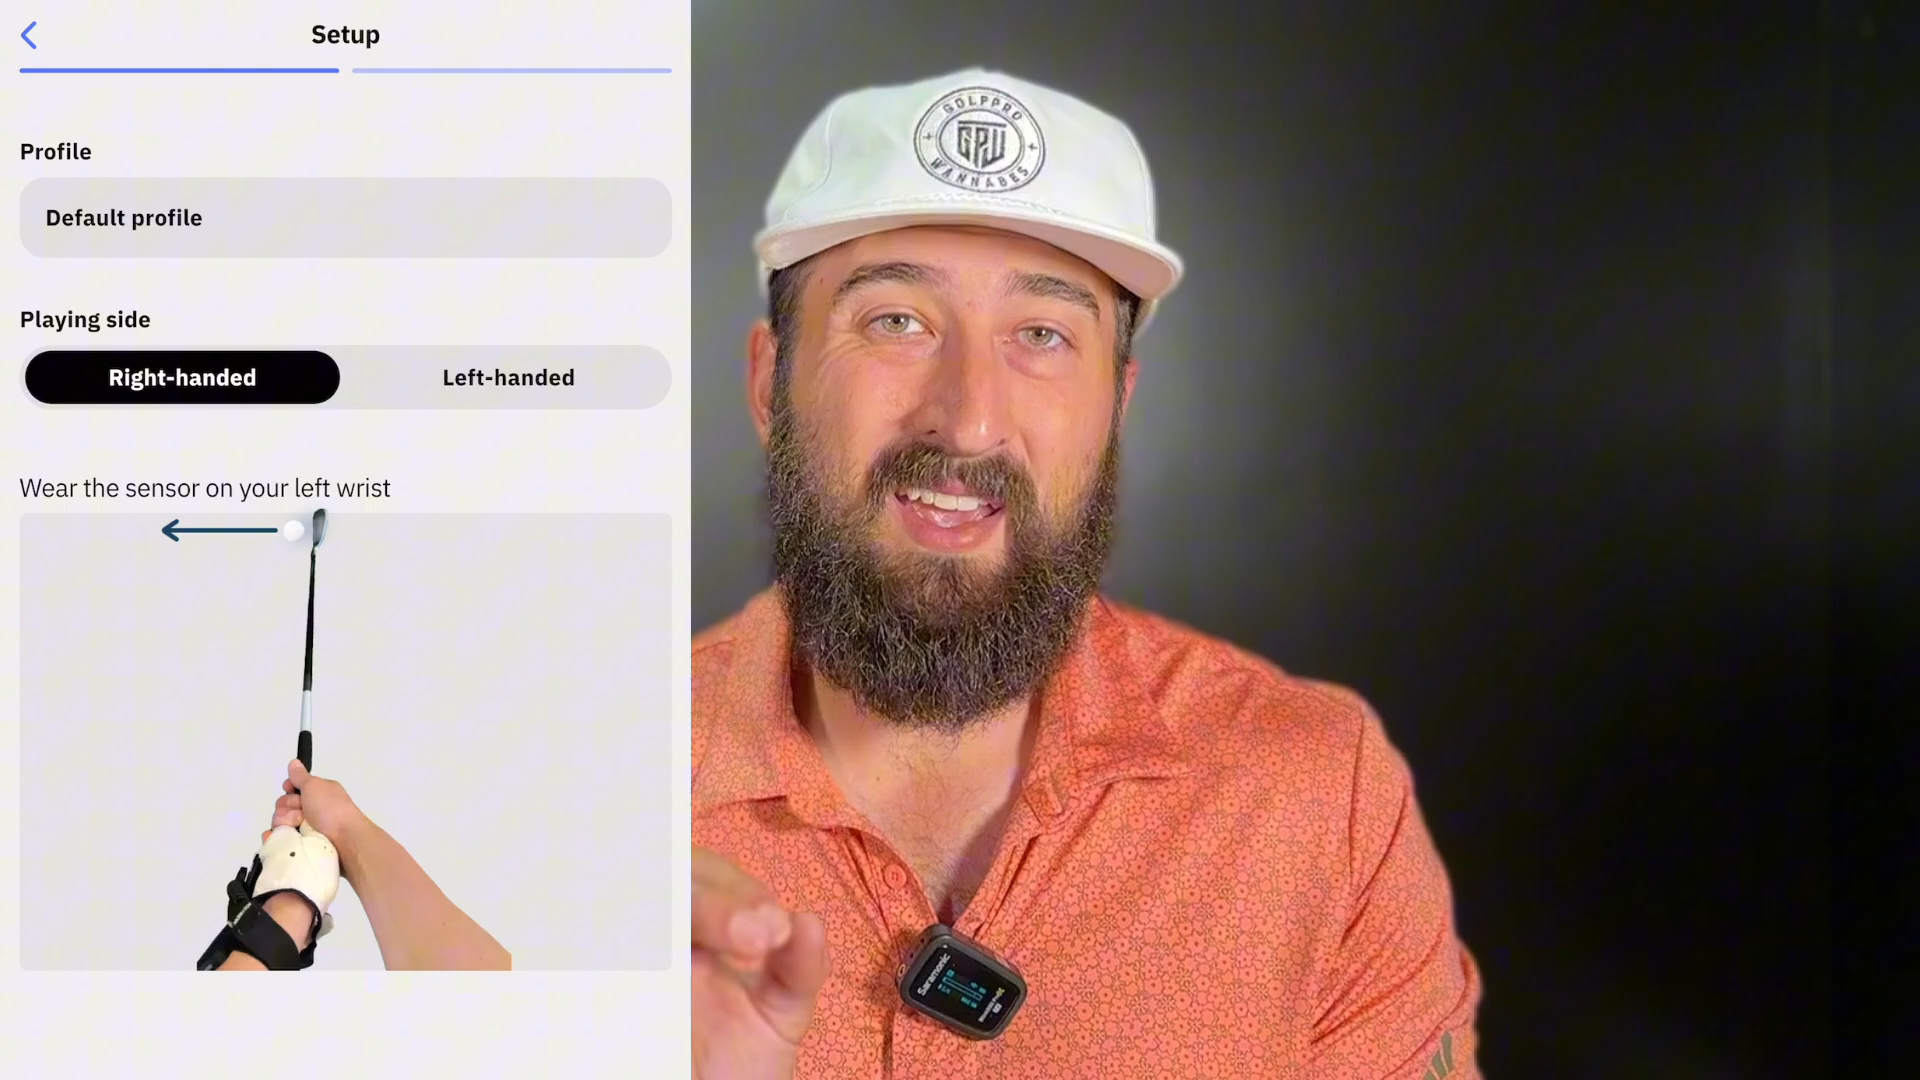 Setup
Profile
Default profile
Playing side
Right-handed
Left-handed
Wear the sensor on your left wrist
GOLFPRO
GPW
WANNABES
Saramonic